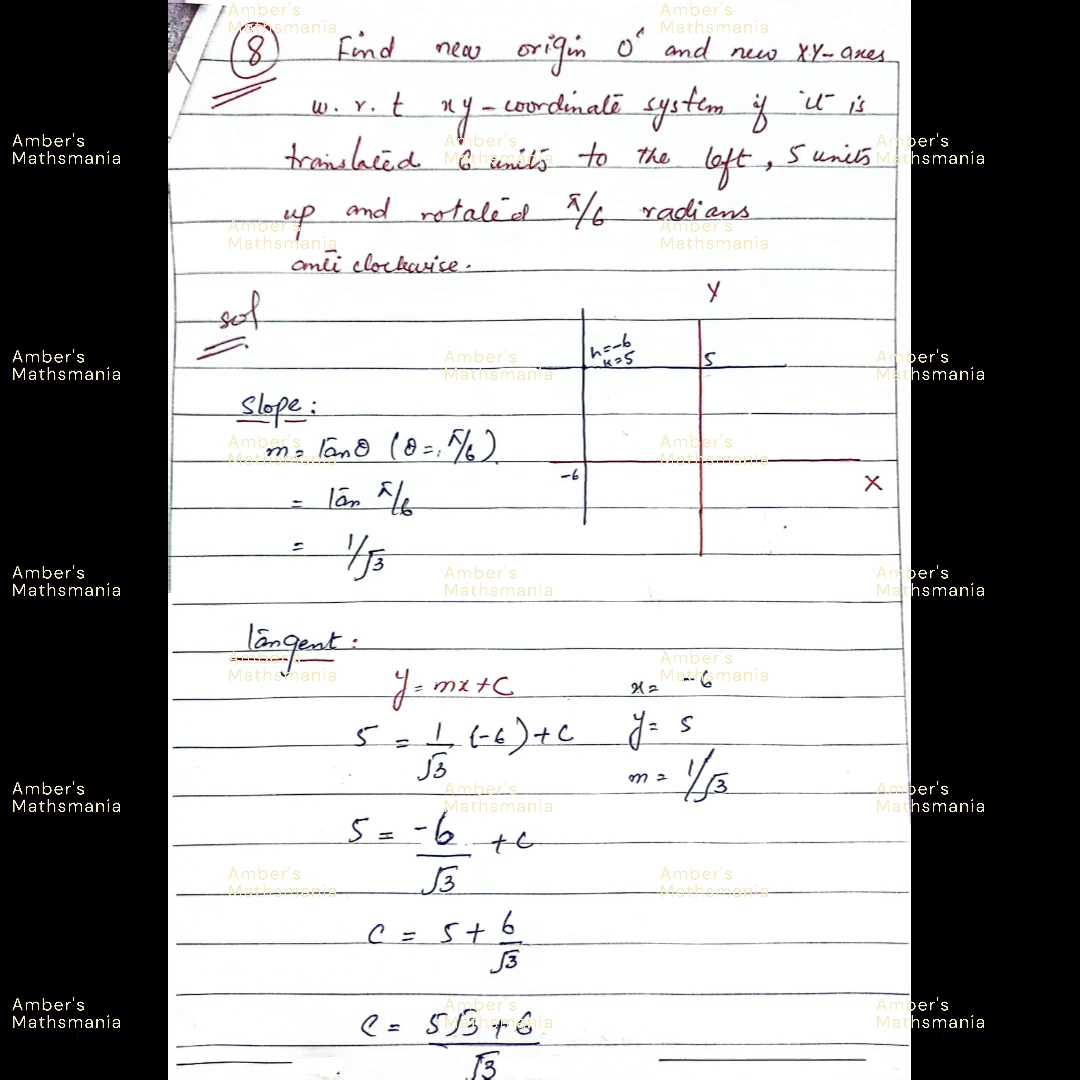 Amber's
Mathsmania
8 Find new origin O' and new XY-axes
w.r.t xy-coordinate system if it is
translated 6 units to the left, 5 units
up and rotated π/6 radians
anti clockwise.
sol
Y
h=-6
k=5
5
-6
X
Slope:
m = tanθ (θ = π/6)
= tan π/6
= 1/√3
Tangent:
y = mx+c
x = -6
5 = 1/√3 (-6) + c
y = 5
m = 1/√3
5 = -6/√3 + c
c = 5 + 6/√3
c = 5√3 + 6/√3